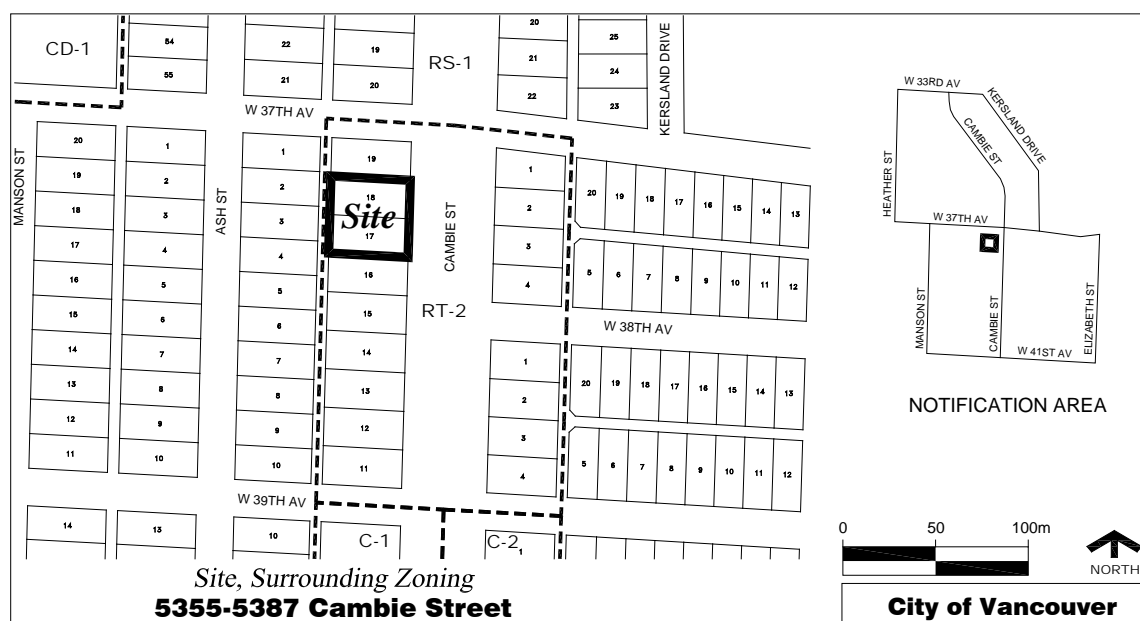 CD-1
54
55
22
21
19
20
RS-1
20
21
22
25
24
23
KERSLAND DRIVE
W 37TH AV
MANSON ST
20
19
18
17
16
15
14
13
12
11
1
2
3
4
5
6
7
8
9
10
ASH ST
1
2
3
4
5
6
7
8
9
10
19
18
Site
17
16
15
14
13
12
11
CAMBIE ST
RT-2
1
2
3
4
1
2
3
4
20 19 18 17 16 15 14 13
5 6 7 8 9 10 11 12
W 38TH AV
20 19 18 17 16 15 14 13
5 6 7 8 9 10 11 12
W 39TH AV
14
13
10
C-1
C-2
1
Site, Surrounding Zoning
5355-5387 Cambie Street
W 33RD AV
KERSLAND DRIVE
CAMBIE ST
HEATHER ST
W 37TH AV
MANSON ST
CAMBIE ST
ELIZABETH ST
W 41ST AV
NOTIFICATION AREA
0 50 100m
NORTH
City of Vancouver